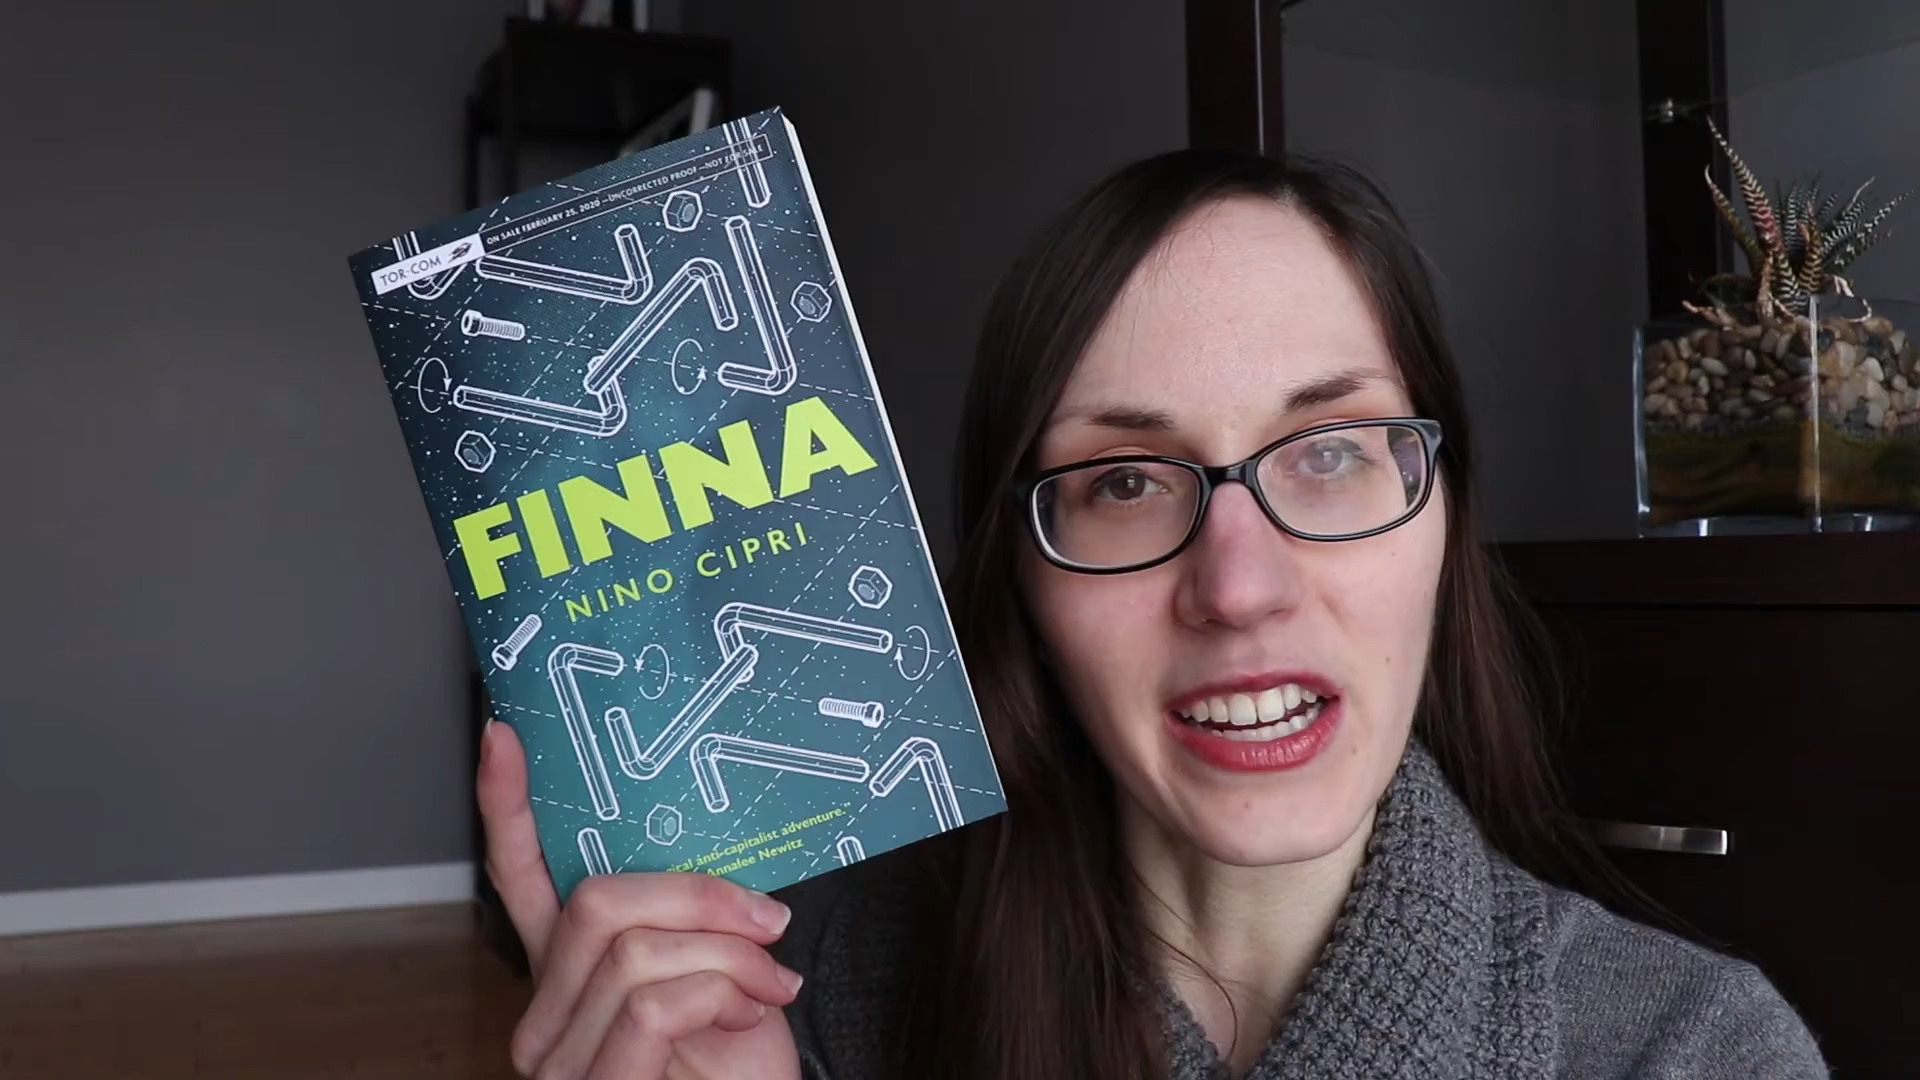 TOR·COM
ON SALE FEBRUARY 25, 2020—UNCORRECTED PROOF—NOT FOR SALE
FINNA
NINO CIPRI
anti-capitalist adventure."
Annalee Newitz